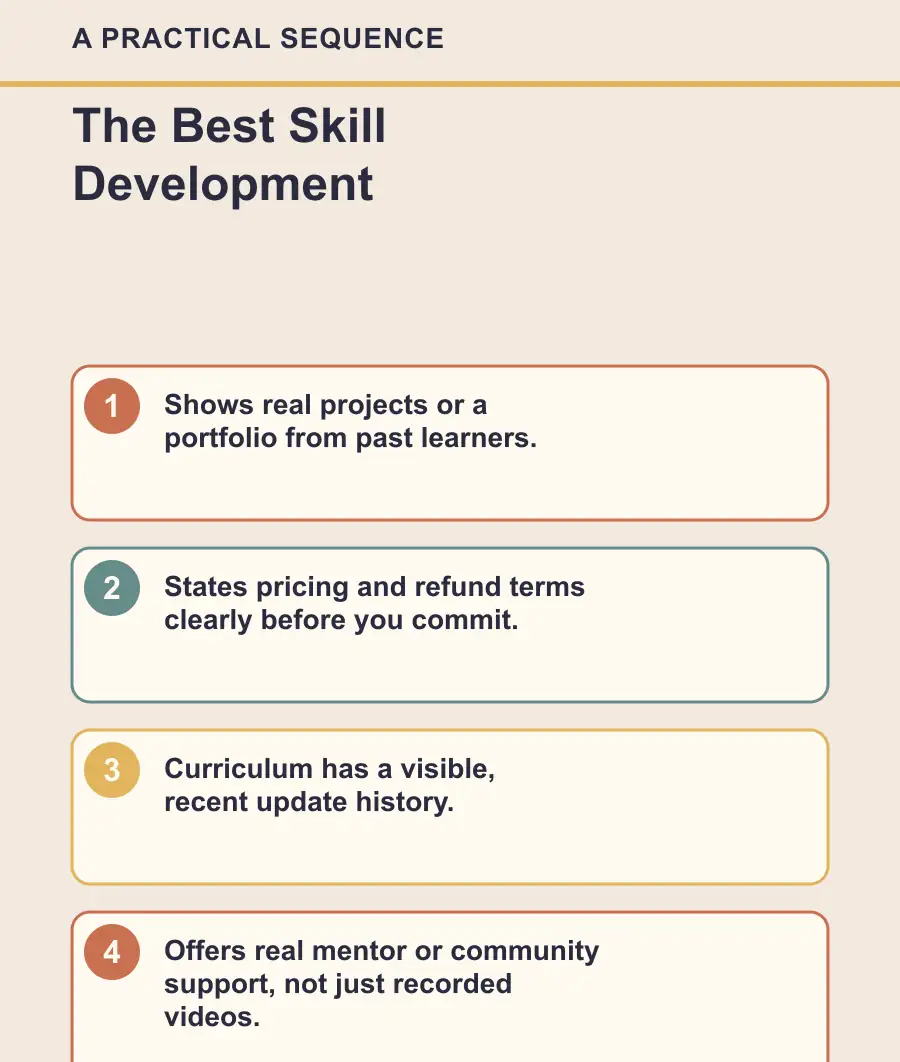 A PRACTICAL SEQUENCE
The Best Skill
Development
1
Shows real projects or a
portfolio from past learners.
2
States pricing and refund terms
clearly before you commit.
3
Curriculum has a visible,
recent update history.
4
Offers real mentor or community
support, not just recorded
videos.